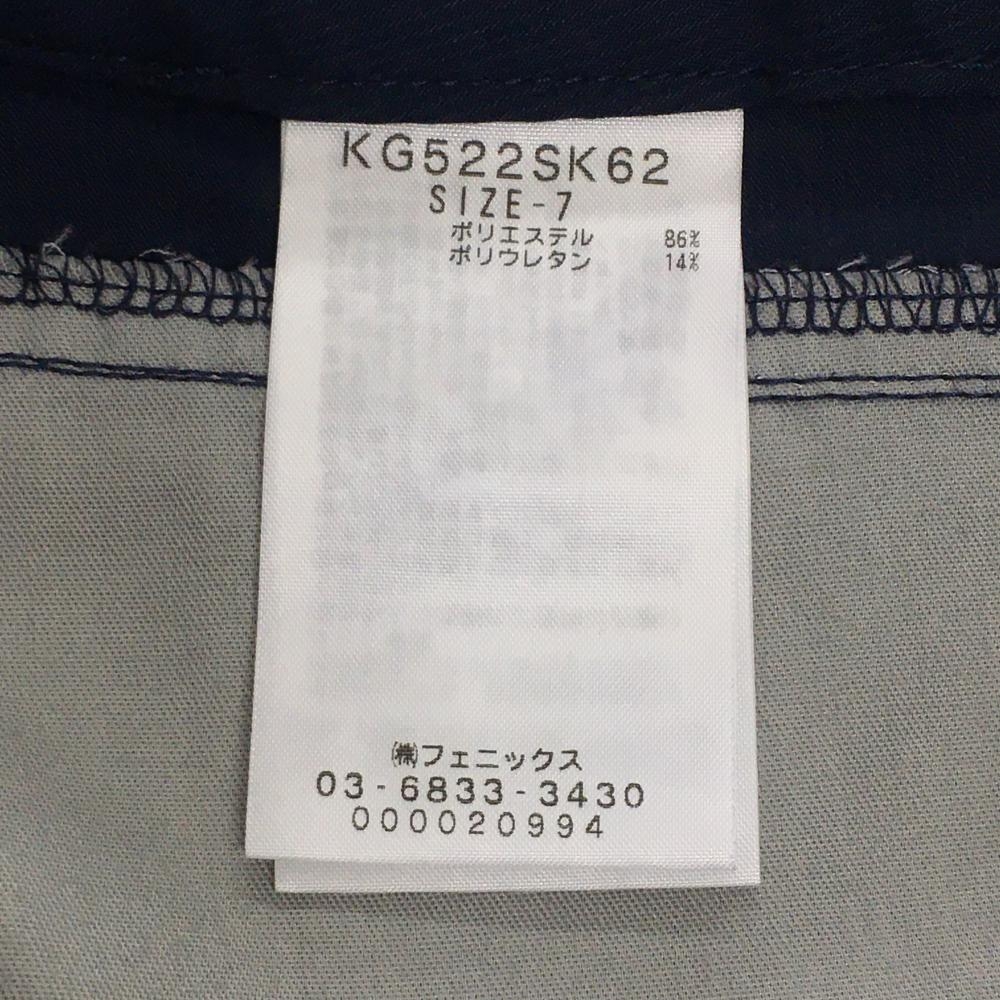 KG522SK62
SIZE-7
ポリエステル 86%
ポリウレタン 14%
㈱フェニックス
03-6833-3430
000020994